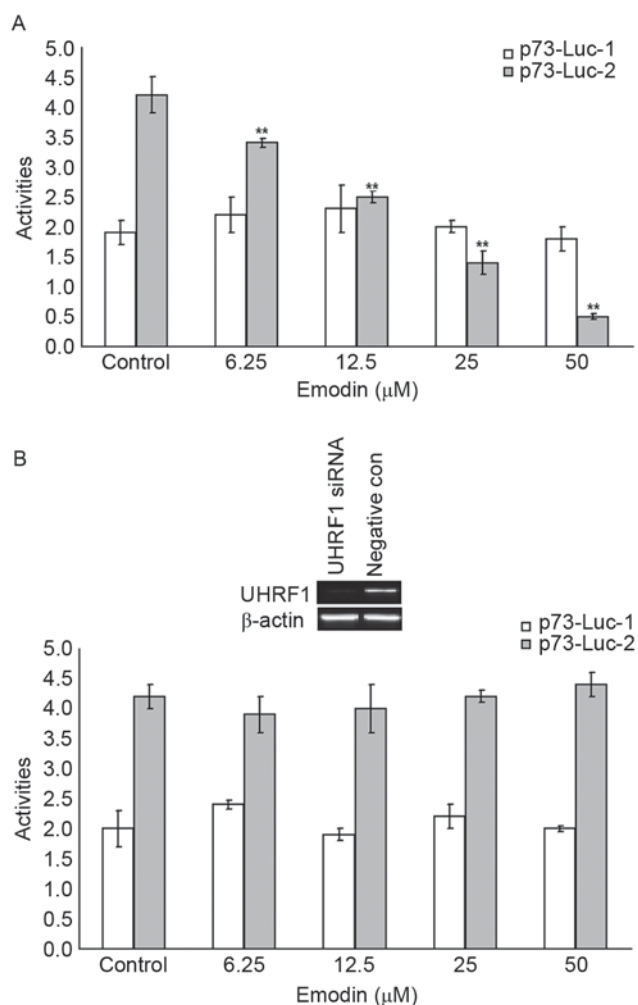 A
5.0
4.5
4.0
3.5
3.0
2.5
2.0
1.5
1.0
0.5
0.0
Activities
p73-Luc-1
p73-Luc-2
**
**
**
**
Control 6.25 12.5 25 50
Emodin (μM)
B
UHRF1 siRNA
Negative con
UHRF1
β-actin
p73-Luc-1
p73-Luc-2
5.0
4.5
4.0
3.5
3.0
2.5
2.0
1.5
1.0
0.5
0.0
Activities
Control 6.25 12.5 25 50
Emodin (μM)